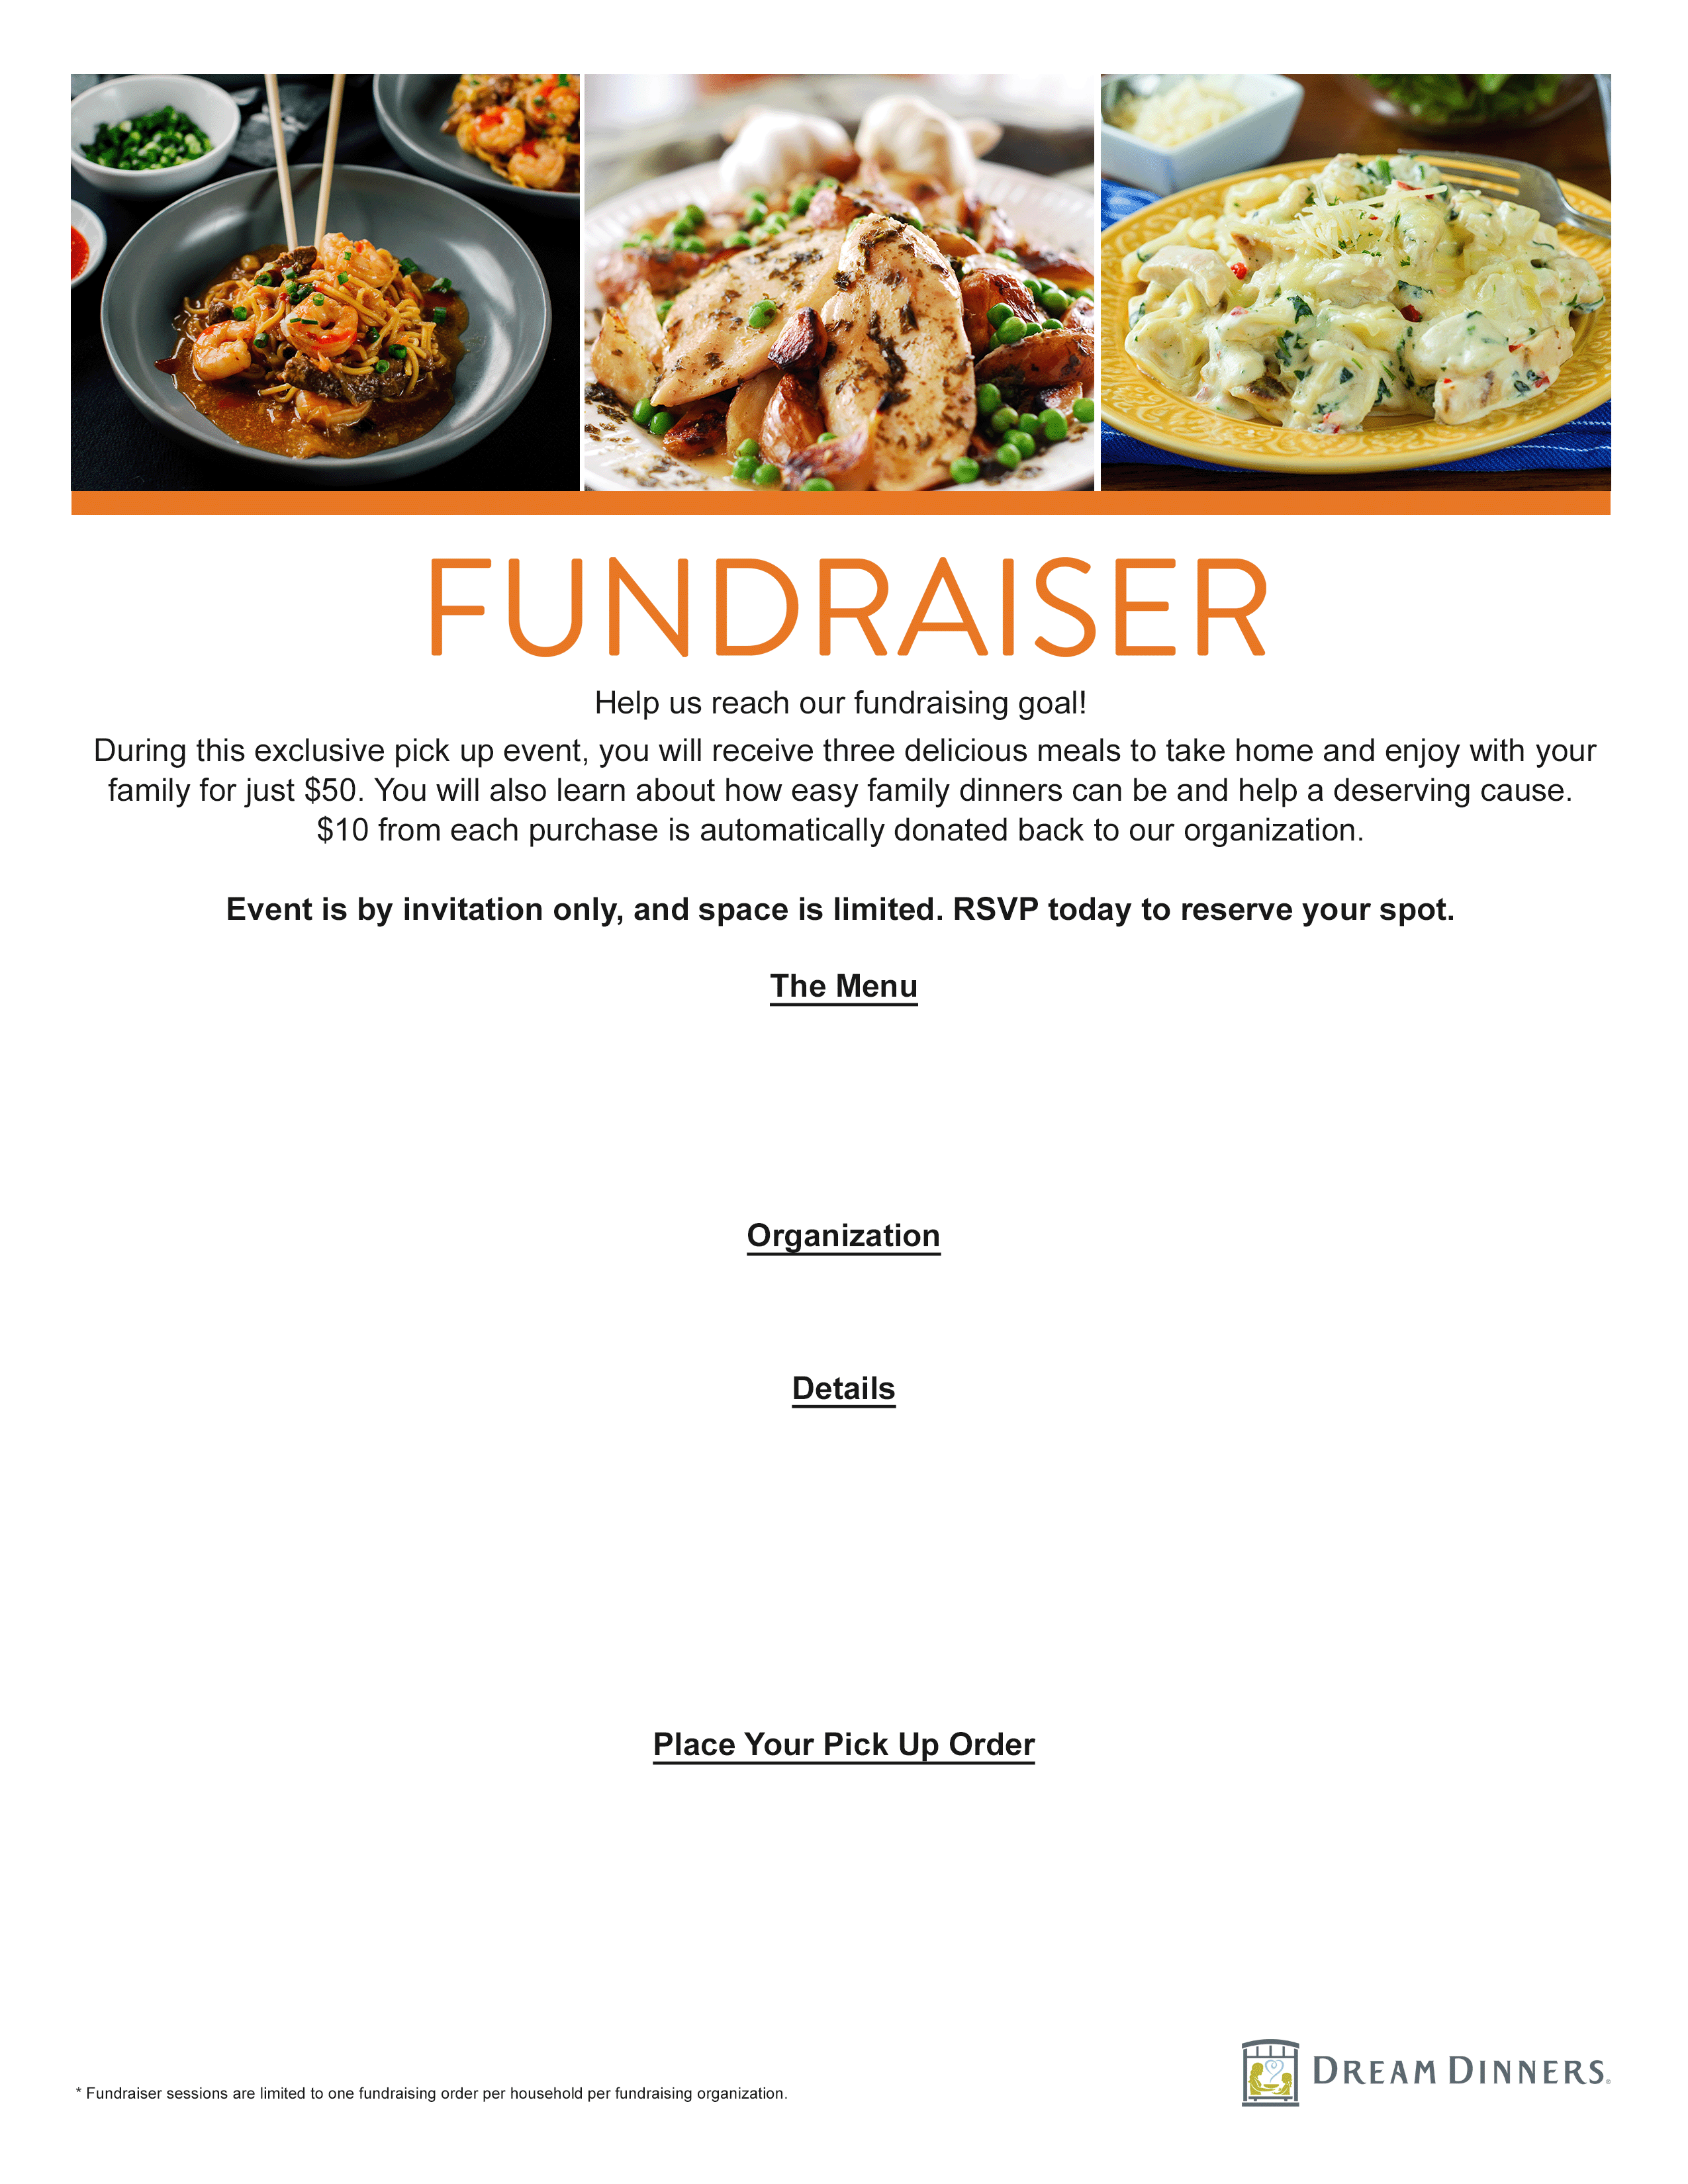 FUNDRAISER
Help us reach our fundraising goal!
During this exclusive pick up event, you will receive three delicious meals to take home and enjoy with your
family for just $50. You will also learn about how easy family dinners can be and help a deserving cause.
$10 from each purchase is automatically donated back to our organization.
Event is by invitation only, and space is limited. RSVP today to reserve your spot.
The Menu
Organization
Details
Place Your Pick Up Order
* Fundraiser sessions are limited to one fundraising order per household per fundraising organization.
DREAM DINNERS®